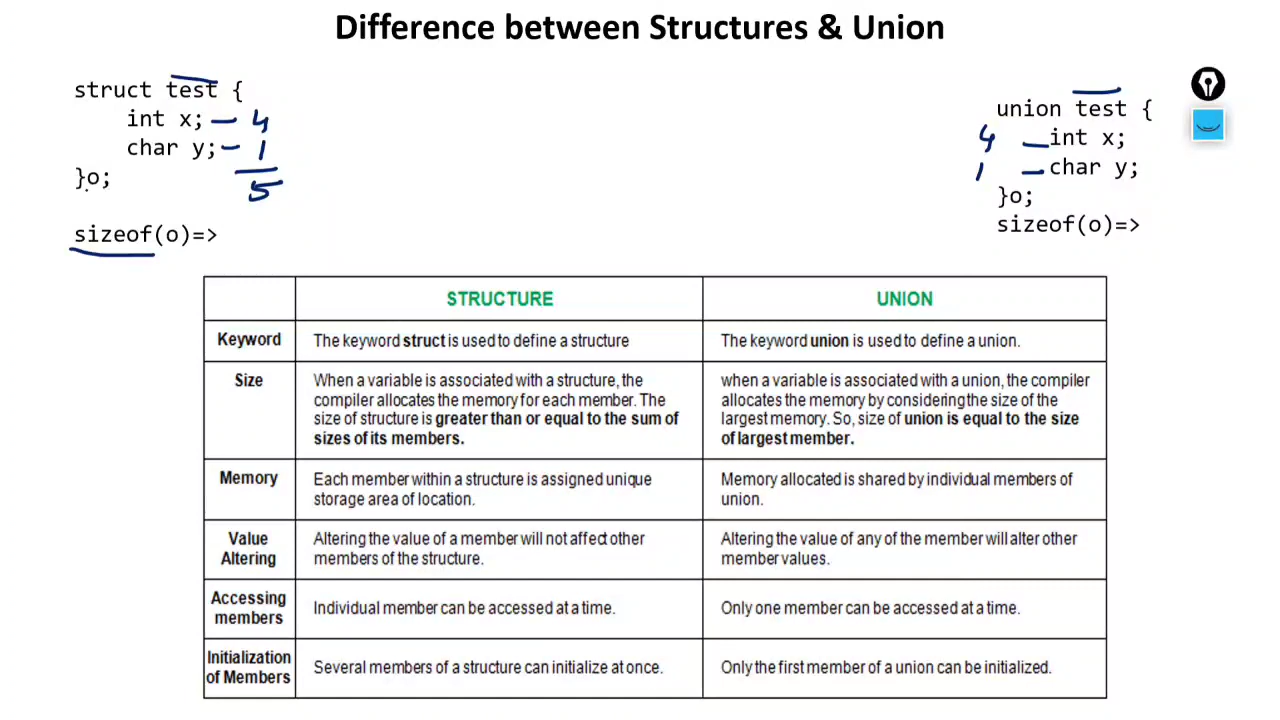 Difference between Structures & Union
struct test {
int x; — 4
char y; — 1
5
}o;
sizeof(o)=>
union test {
4 — int x;
1 — char y;
}o;
sizeof(o)=>
STRUCTURE UNION
Keyword
The keyword struct is used to define a structure
The keyword union is used to define a union.
Size
When a variable is associated with a structure, the
compiler allocates the memory for each member. The
size of structure is greater than or equal to the sum of
sizes of its members.
when a variable is associated with a union, the compiler
allocates the memory by considering the size of the
largest memory. So, size of union is equal to the size
of largest member.
Memory
Each member within a structure is assigned unique
storage area of location.
Memory allocated is shared by individual members of
union.
Value
Altering
Altering the value of a member will not affect other
members of the structure.
Altering the value of any of the member will alter other
member values.
Accessing
members
Individual member can be accessed at a time.
Only one member can be accessed at a time.
Initialization
of Members
Several members of a structure can initialize at once.
Only the first member of a union can be initialized.